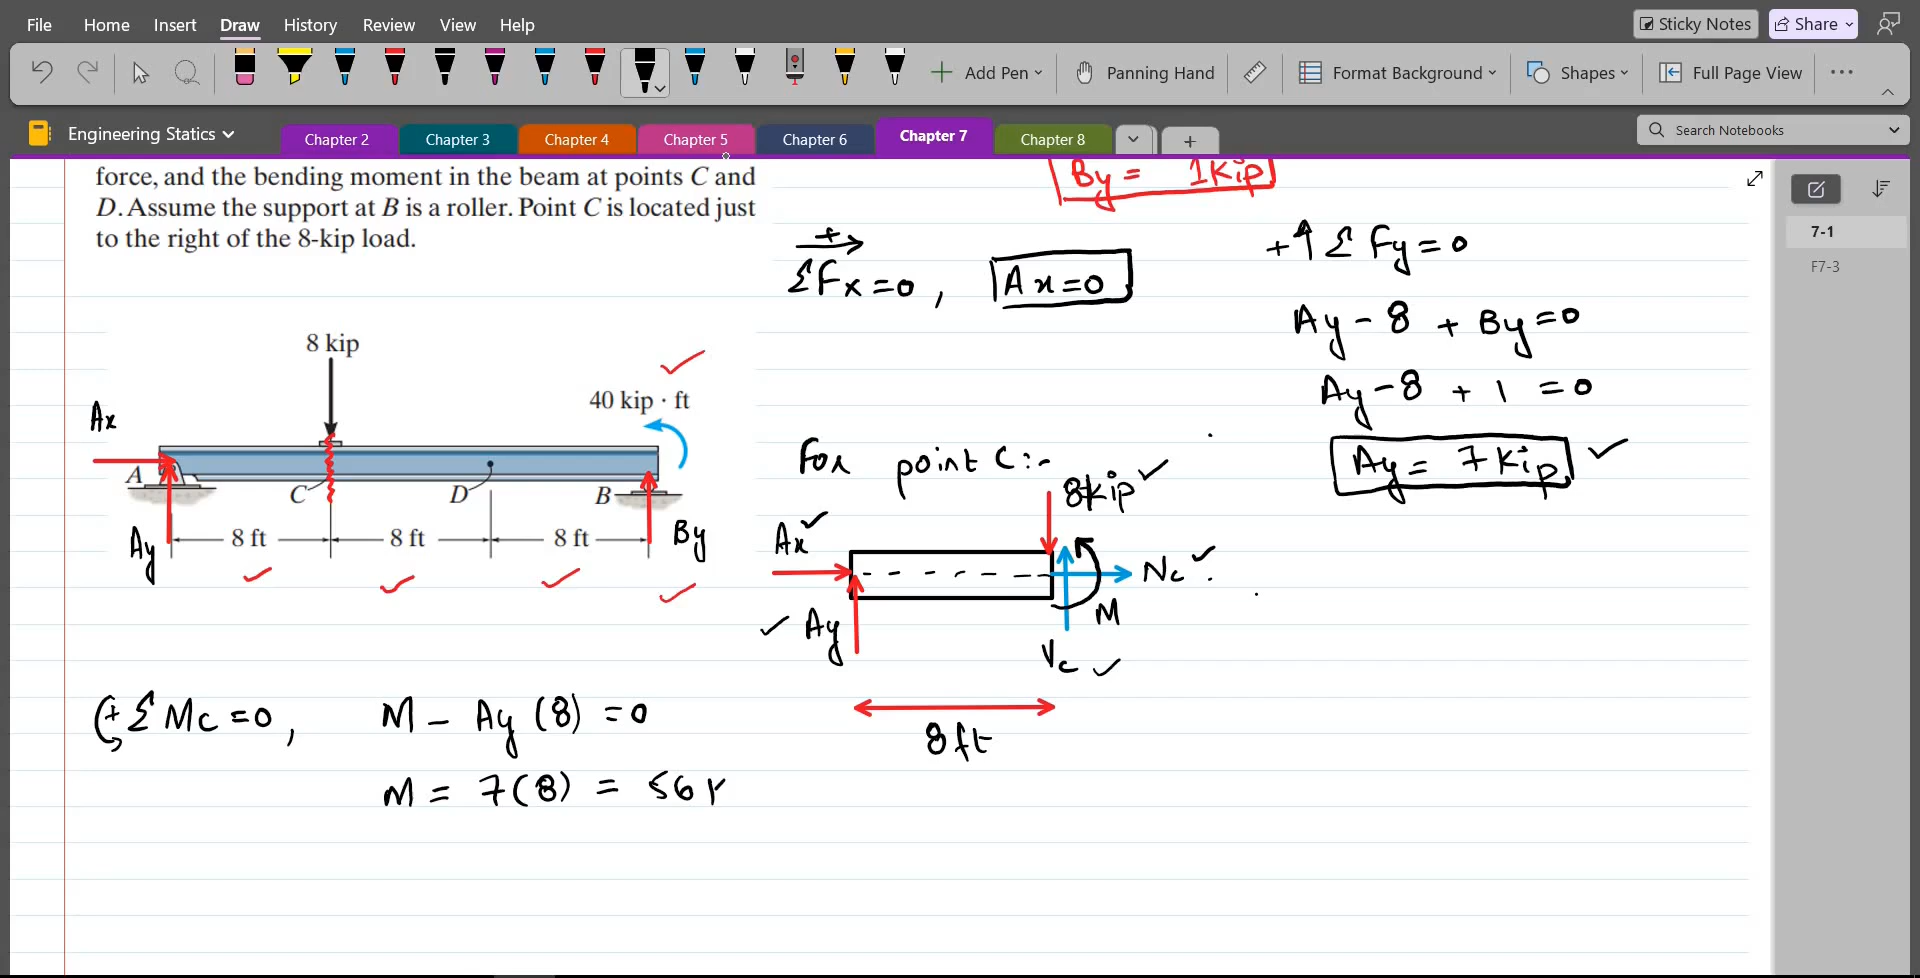 File Home Insert Draw History Review View Help
Sticky Notes Share
Add Pen Panning Hand Format Background Shapes Full Page View
Engineering Statics Chapter 2 Chapter 3 Chapter 4 Chapter 5 Chapter 6 Chapter 7 Chapter 8
Search Notebooks
7-1
F7-3
force, and the bending moment in the beam at points C and
D. Assume the support at B is a roller. Point C is located just
to the right of the 8-kip load.
By = 1Kip
+
ΣFx=0, Ax=0
+↑ΣFy=0
Ay-8 + By=0
Ay-8 + 1 =0
Ay= 7Kip
8 kip
40 kip · ft
Ax
A
C
D
B
Ay
8 ft
8 ft
8 ft
By
For point C:-
8kip
Ax
Nc
M
Ay
Vc
8ft
+ΣMc=0, M - Ay(8) =0
M = 7(8) = 56